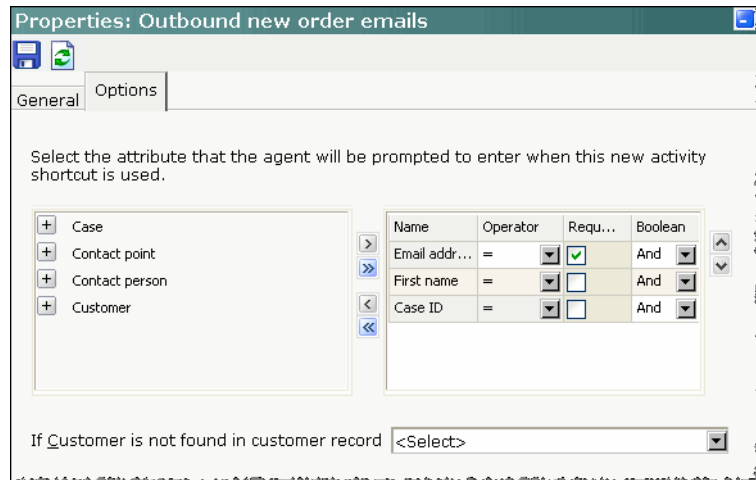 Properties: Outbound new order emails
General
Options
Select the attribute that the agent will be prompted to enter when this new activity
shortcut is used.
Case
Contact point
Contact person
Customer
Name Operator Requ... Boolean
Email addr... = And
First name = And
Case ID = And
If Customer is not found in customer record <Select>